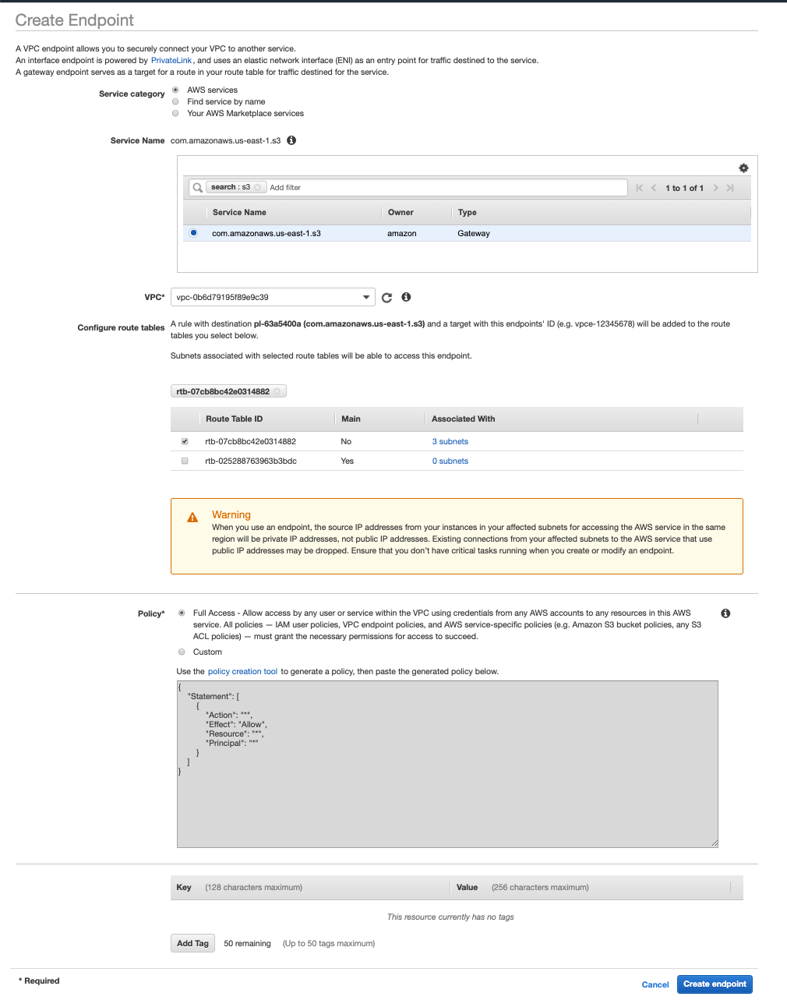 Create Endpoint
A VPC endpoint allows you to securely connect your VPC to another service.
An interface endpoint is powered by PrivateLink, and uses an elastic network interface (ENI) as an entry point for traffic destined to the service.
A gateway endpoint serves as a target for a route in your route table for traffic destined for the service.
Service category
AWS services
Find service by name
Your AWS Marketplace services
Service Name com.amazonaws.us-east-1.s3
search : s3 Add filter
1 to 1 of 1
Service Name Owner Type
com.amazonaws.us-east-1.s3 amazon Gateway
VPC* vpc-0b6d79195f89e9c39
Configure route tables
A rule with destination pl-63a5400a (com.amazonaws.us-east-1.s3) and a target with this endpoints' ID (e.g. vpce-12345678) will be added to the route
tables you select below.
Subnets associated with selected route tables will be able to access this endpoint.
rtb-07cb8bc42e0314882
Route Table ID Main Associated With
rtb-07cb8bc42e0314882 No 3 subnets
rtb-025288763963b3bdc Yes 0 subnets
Warning
When you use an endpoint, the source IP addresses from your instances in your affected subnets for accessing the AWS service in the same
region will be private IP addresses, not public IP addresses. Existing connections from your affected subnets to the AWS service that use
public IP addresses may be dropped. Ensure that you don't have critical tasks running when you create or modify an endpoint.
Policy*
Full Access - Allow access by any user or service within the VPC using credentials from any AWS accounts to any resources in this AWS
service. All policies — IAM user policies, VPC endpoint policies, and AWS service-specific policies (e.g. Amazon S3 bucket policies, any S3
ACL policies) — must grant the necessary permissions for access to succeed.
Custom
Use the policy creation tool to generate a policy, then paste the generated policy below.
{
"Statement": [
{
"Action": "*",
"Effect": "Allow",
"Resource": "*",
"Principal": "*"
}
]
}
Key (128 characters maximum) Value (256 characters maximum)
This resource currently has no tags
Add Tag 50 remaining (Up to 50 tags maximum)
* Required
Cancel Create endpoint